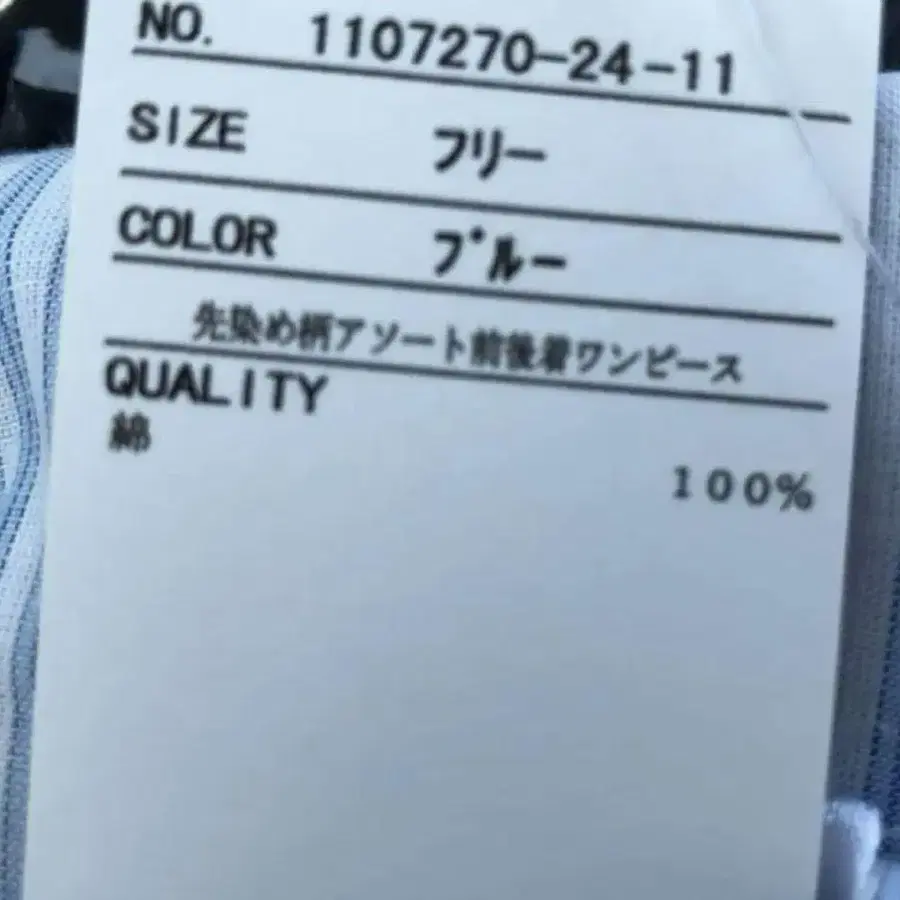 NO. 1107270-24-11
SIZE フリー
COLOR ブルー
先染め柄アソート前後着ワンピース
QUALITY
綿
100%